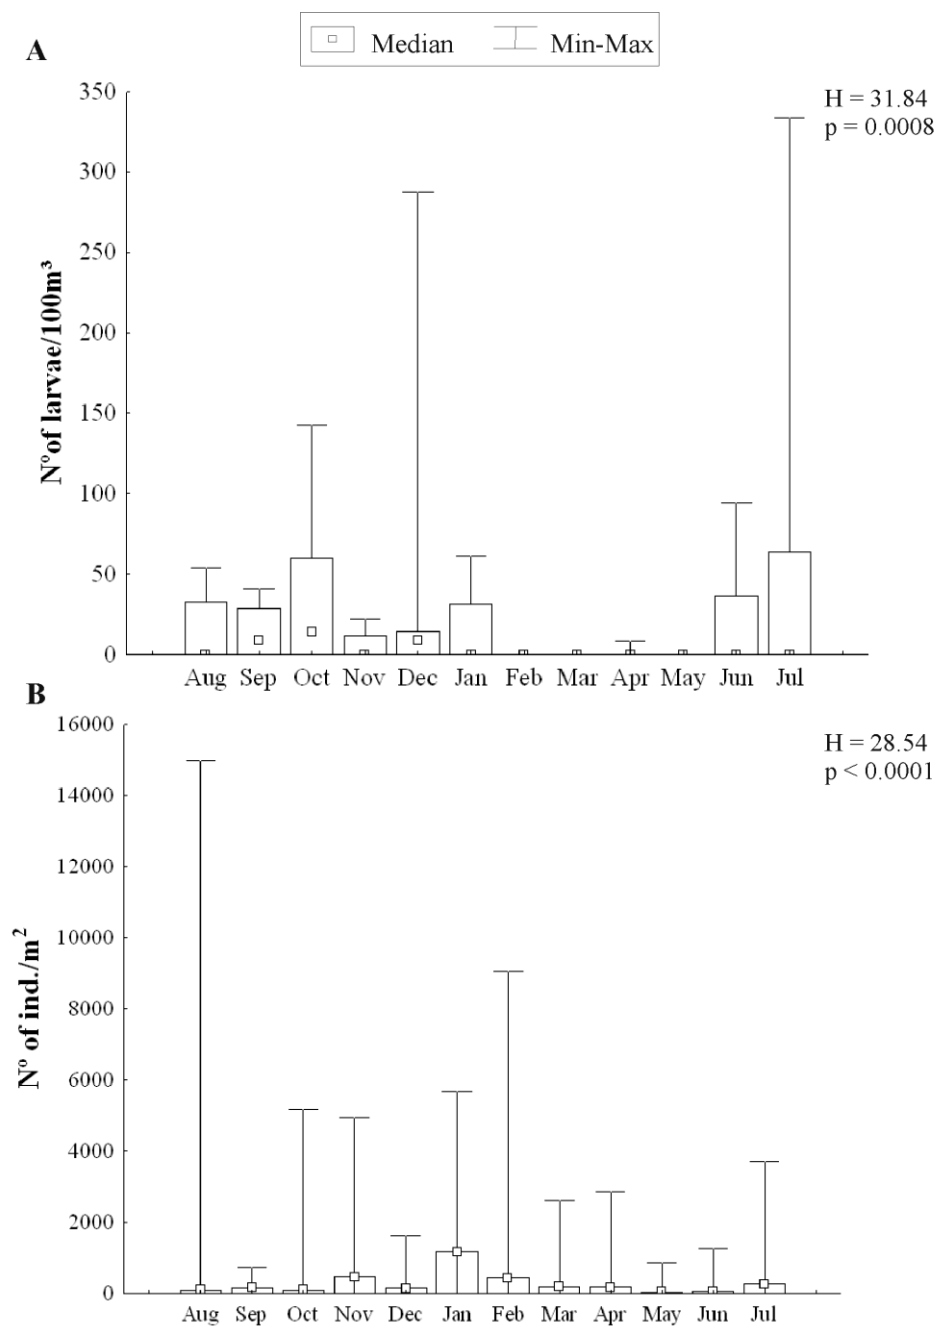 A
Median Min-Max
H = 31.84
p = 0.0008
350
300
250
200
150
100
50
0
Nºof larvae/100m³
Aug Sep Oct Nov Dec Jan Feb Mar Apr May Jun Jul
B
H = 28.54
p < 0.0001
16000
14000
12000
10000
8000
6000
4000
2000
0
Nº of ind./m²
Aug Sep Oct Nov Dec Jan Feb Mar Apr May Jun Jul